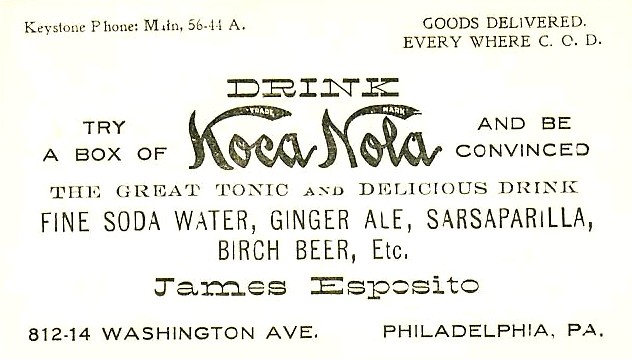 Keystone Phone: Main, 56-44 A.
GOODS DELIVERED.
EVERY WHERE C. O. D.
DRINK
TRY
A BOX OF
TRADE MARK
Koca Nola
AND BE
CONVINCED
THE GREAT TONIC AND DELICIOUS DRINK
FINE SODA WATER, GINGER ALE, SARSAPARILLA,
BIRCH BEER, Etc.
James Esposito
812-14 WASHINGTON AVE. PHILADELPHIA, PA.